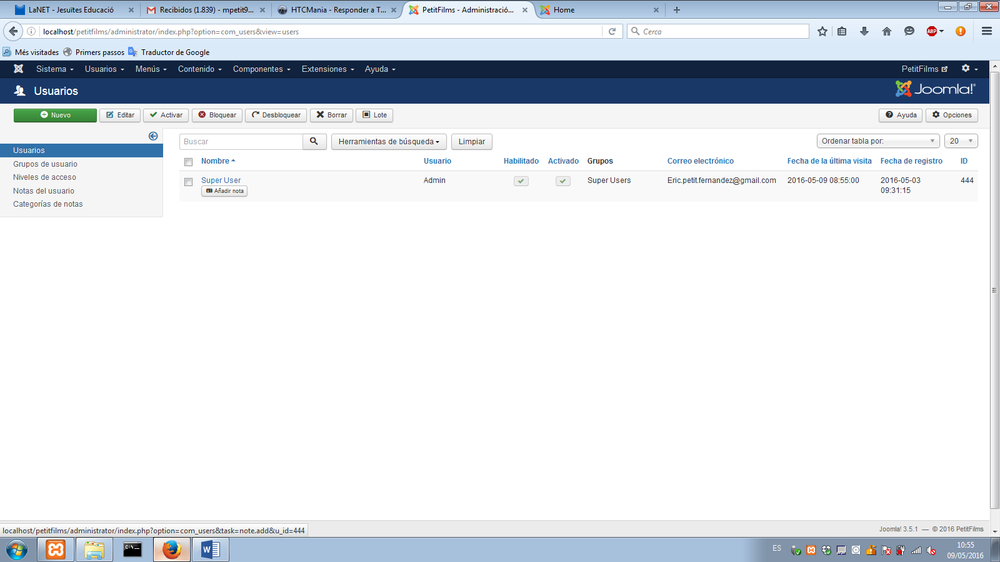 LaNET - Jesuïtes Educació
Recibidos (1.839) - mpetit9...
HTCMania - Responder a T...
PetitFilms - Administració...
Home
localhost/petitfilms/administrator/index.php?option=com_users&view=users
Cerca
ABP
Més visitades
Primers passos
Traductor de Google
Sistema
Usuarios
Menús
Contenido
Componentes
Extensiones
Ayuda
PetitFilms
Usuarios
Joomla!
Nuevo
Editar
Activar
Bloquear
Desbloquear
Borrar
Lote
Ayuda
Opciones
Usuarios
Grupos de usuario
Niveles de acceso
Notas del usuario
Categorías de notas
Buscar
Herramientas de búsqueda
Limpiar
Ordenar tabla por:
20
Nombre
Usuario
Habilitado
Activado
Grupos
Correo electrónico
Fecha de la última visita
Fecha de registro
ID
Super User
Añadir nota
Admin
Super Users
Eric.petit.fernandez@gmail.com
2016-05-09 08:55:00
2016-05-03
09:31:15
444
localhost/petitfilms/administrator/index.php?option=com_users&task=note.add&u_id=444
Joomla! 3.5.1 — © 2016 PetitFilms
C:\_
ES
10:55
09/05/2016